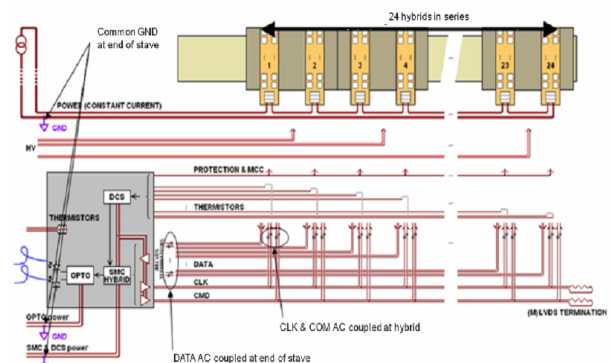 24 hybrids in series
Common GND
at end of stave
1
2
3
4
23
24
POWER (CONSTANT CURRENT)
GND
HV
PROTECTION & MCC
DCS
THERMISTORS
THERMISTORS
OPTO
SMC
HYBRID
DATA
CLK
CMD
(M)LVDS TERMINATION
CLK & COM AC coupled at hybrid
OPTO power
GND
SMC & DCS power
DATA AC coupled at end of stave